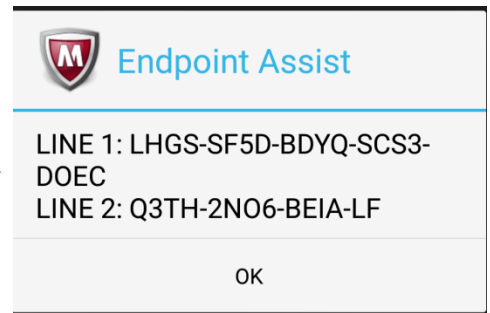 M
Endpoint Assist
LINE 1: LHGS-SF5D-BDYQ-SCS3-
DOEC
LINE 2: Q3TH-2NO6-BEIA-LF
OK